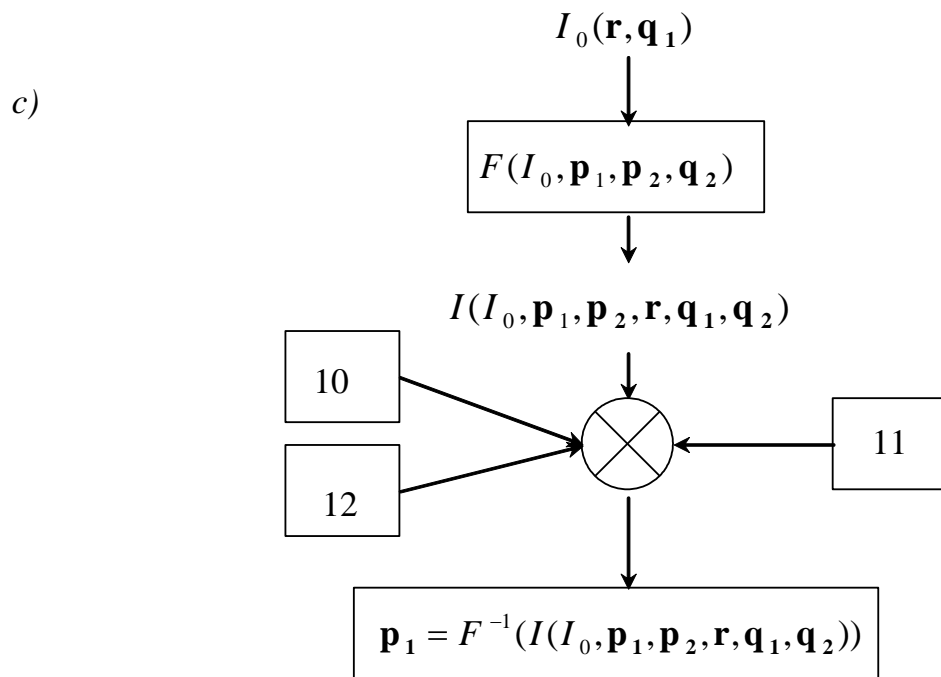 I₀(r, q₁)
c)
F(I₀, p₁, p₂, q₂)
I(I₀, p₁, p₂, r, q₁, q₂)
10
11
12
p₁ = F⁻¹(I(I₀, p₁, p₂, r, q₁, q₂))